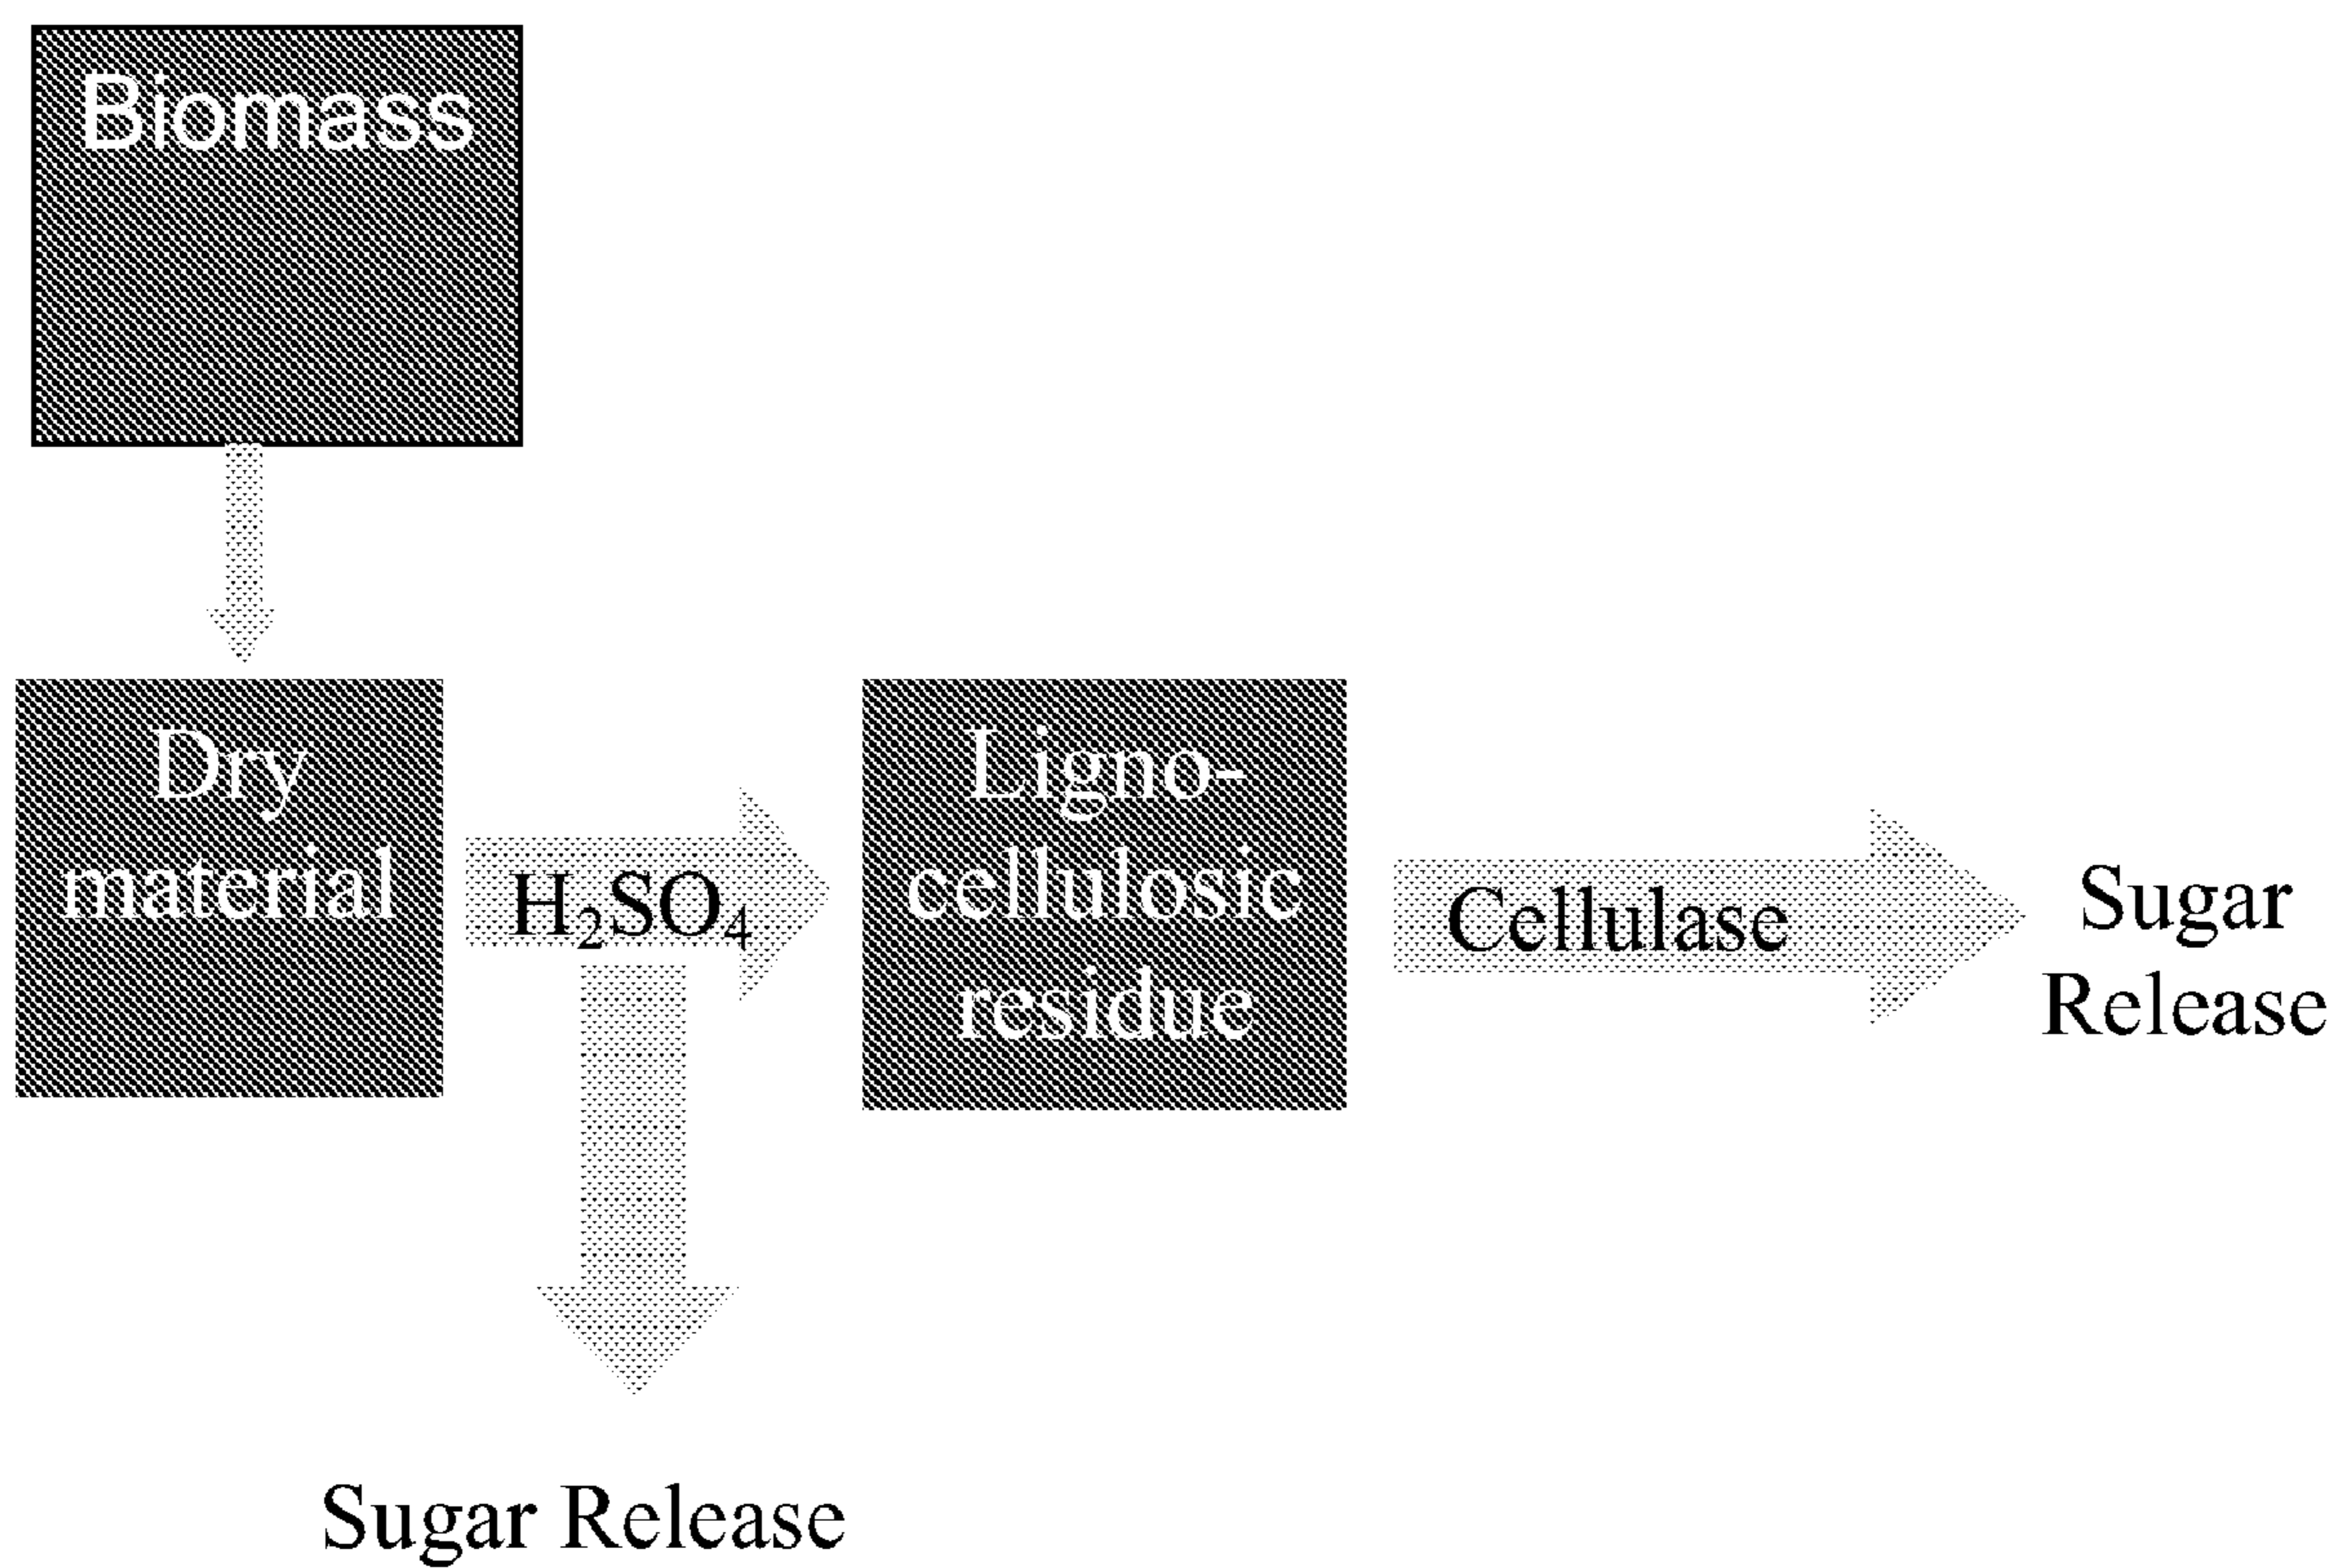 Biomass
Dry
material
H₂SO₄
Ligno-
cellulosic
residue
Cellulase
Sugar
Release
Sugar Release